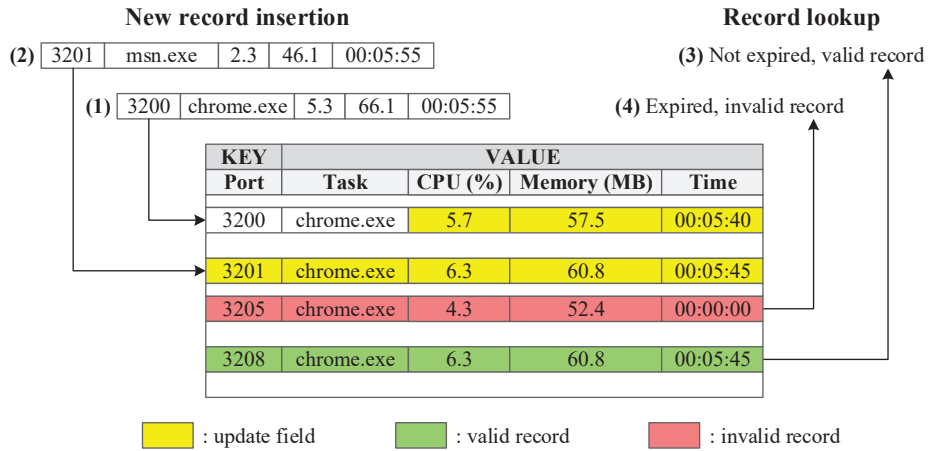 New record insertion
Record lookup
(2) 3201 msn.exe 2.3 46.1 00:05:55
(3) Not expired, valid record
(1) 3200 chrome.exe 5.3 66.1 00:05:55
(4) Expired, invalid record
KEY VALUE
Port Task CPU (%) Memory (MB) Time
3200 chrome.exe 5.7 57.5 00:05:40
3201 chrome.exe 6.3 60.8 00:05:45
3205 chrome.exe 4.3 52.4 00:00:00
3208 chrome.exe 6.3 60.8 00:05:45
: update field : valid record : invalid record